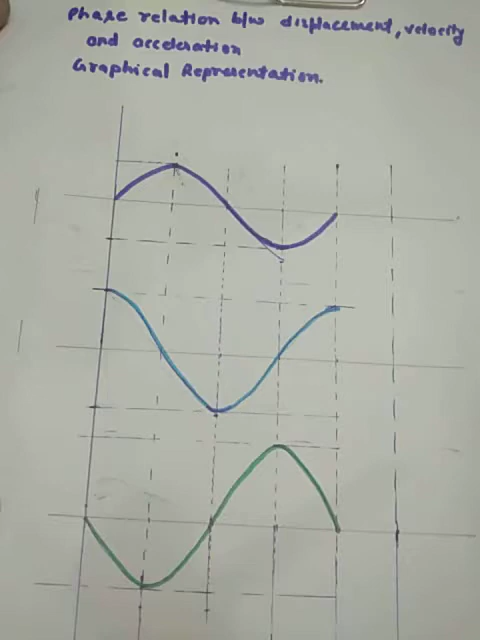 Phase relation b/w displacement, velocity
and acceleration
Graphical Representation.